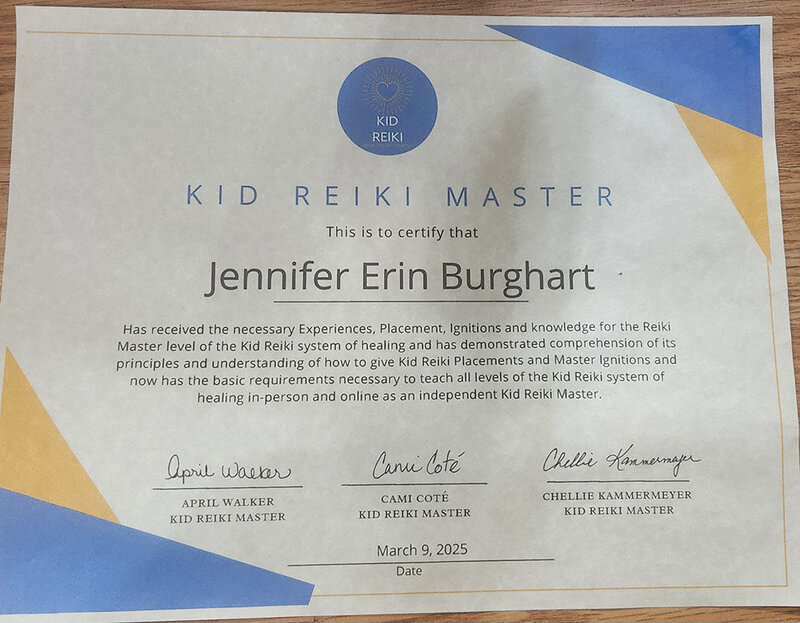 KID
REIKI
KID REIKI MASTER
This is to certify that
Jennifer Erin Burghart
Has received the necessary Experiences, Placement, Ignitions and knowledge for the Reiki
Master level of the Kid Reiki system of healing and has demonstrated comprehension of its
principles and understanding of how to give Kid Reiki Placements and Master Ignitions and
now has the basic requirements necessary to teach all levels of the Kid Reiki system of
healing in-person and online as an independent Kid Reiki Master.
April Walker Cami Coté Chellie Kammermeyer
APRIL WALKER CAMI COTÉ CHELLIE KAMMERMEYER
KID REIKI MASTER KID REIKI MASTER KID REIKI MASTER
March 9, 2025
Date